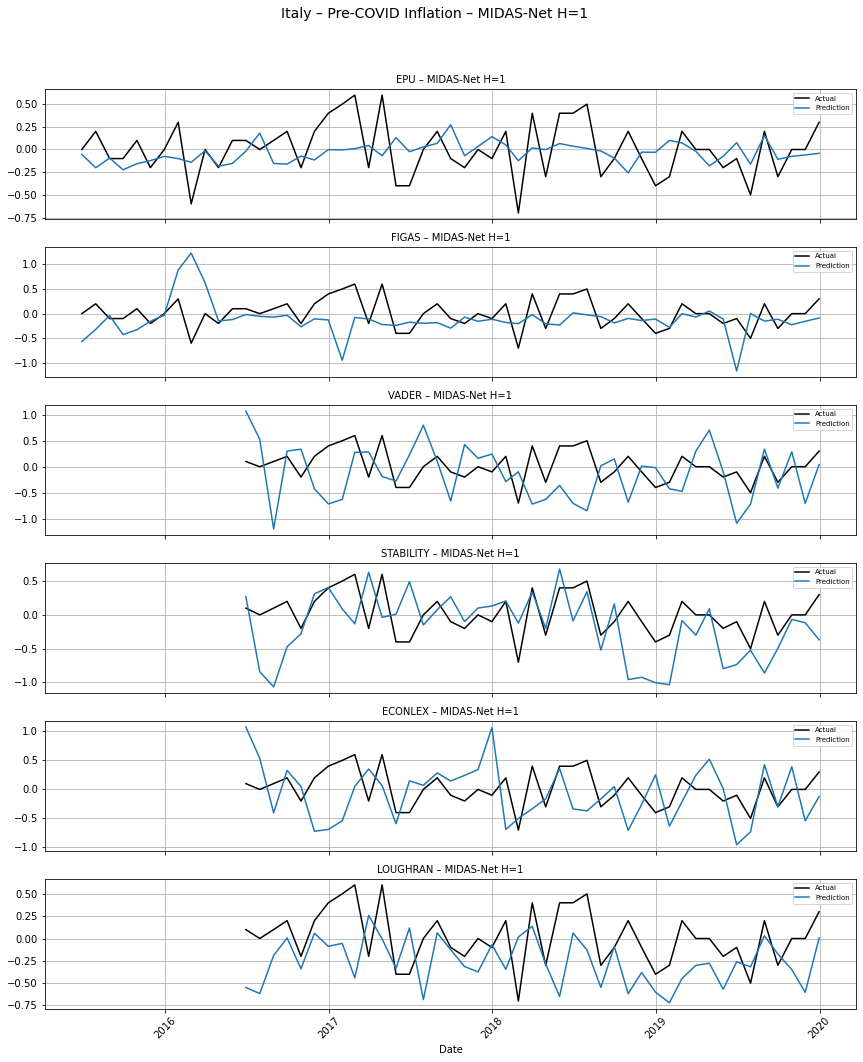 Italy – Pre-COVID Inflation – MIDAS-Net H=1
EPU – MIDAS-Net H=1
Actual
Prediction
0.50
0.25
0.00
−0.25
−0.50
−0.75
FIGAS – MIDAS-Net H=1
Actual
Prediction
1.0
0.5
0.0
−0.5
−1.0
VADER – MIDAS-Net H=1
Actual
Prediction
1.0
0.5
0.0
−0.5
−1.0
STABILITY – MIDAS-Net H=1
Actual
Prediction
0.5
0.0
−0.5
−1.0
ECONLEX – MIDAS-Net H=1
Actual
Prediction
1.0
0.5
0.0
−0.5
−1.0
LOUGHRAN – MIDAS-Net H=1
Actual
Prediction
0.50
0.25
0.00
−0.25
−0.50
−0.75
2016
2017
2018
2019
2020
Date